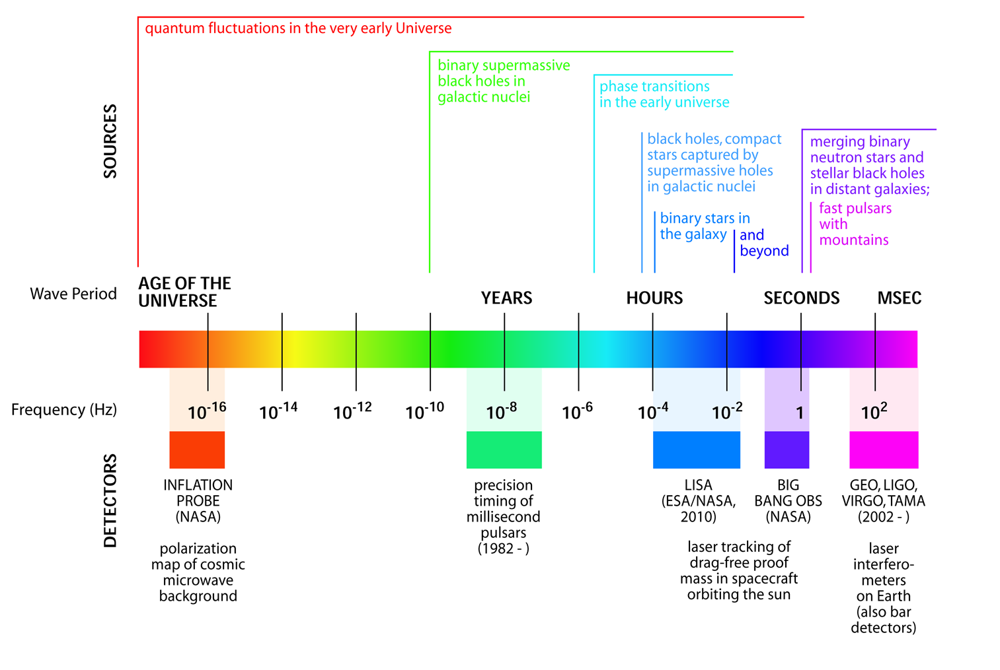 quantum fluctuations in the very early Universe
binary supermassive
black holes in
galactic nuclei
phase transitions
in the early universe
black holes, compact
stars captured by
supermassive holes
in galactic nuclei
binary stars in
the galaxy
and
beyond
merging binary
neutron stars and
stellar black holes
in distant galaxies;
fast pulsars
with
mountains
SOURCES
Wave Period
AGE OF THE
UNIVERSE
YEARS
HOURS
SECONDS
MSEC
Frequency (Hz)
10⁻¹⁶
10⁻¹⁴
10⁻¹²
10⁻¹⁰
10⁻⁸
10⁻⁶
10⁻⁴
10⁻²
1
10²
DETECTORS
INFLATION
PROBE
(NASA)
polarization
map of cosmic
microwave
background
precision
timing of
millisecond
pulsars
(1982 - )
LISA
(ESA/NASA,
2010)
BIG
BANG OBS
(NASA)
laser tracking of
drag-free proof
mass in spacecraft
orbiting the sun
GEO, LIGO,
VIRGO, TAMA
(2002 - )
laser
interfero-
meters
on Earth
(also bar
detectors)